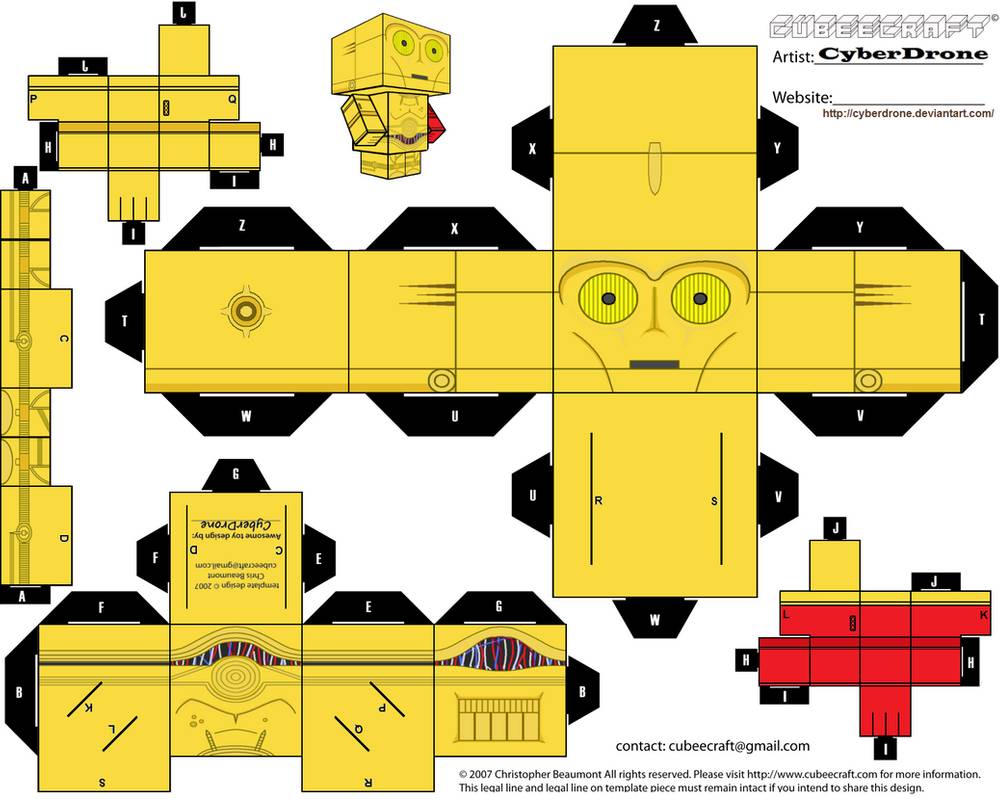 CUBEECRAFT©
Artist: CyberDrone
Website:
http://cyberdrone.deviantart.com/
J
J
P Q
H H
I
I
A
C
D
A
Z
X Y
Z X Y
T T
W U V
U R S V
W
G
F E
Awesome toy design by:
CyberDrone
D C
template design © 2007
Chris Beaumont
cubeecraft@gmail.com
F E G
B B
K P
L Q
S R
J
J
L K
H H
I
I
contact: cubeecraft@gmail.com
© 2007 Christopher Beaumont All rights reserved. Please visit http://www.cubeecraft.com for more information.
This legal line and legal line on template piece must remain intact if you intend to share this design.